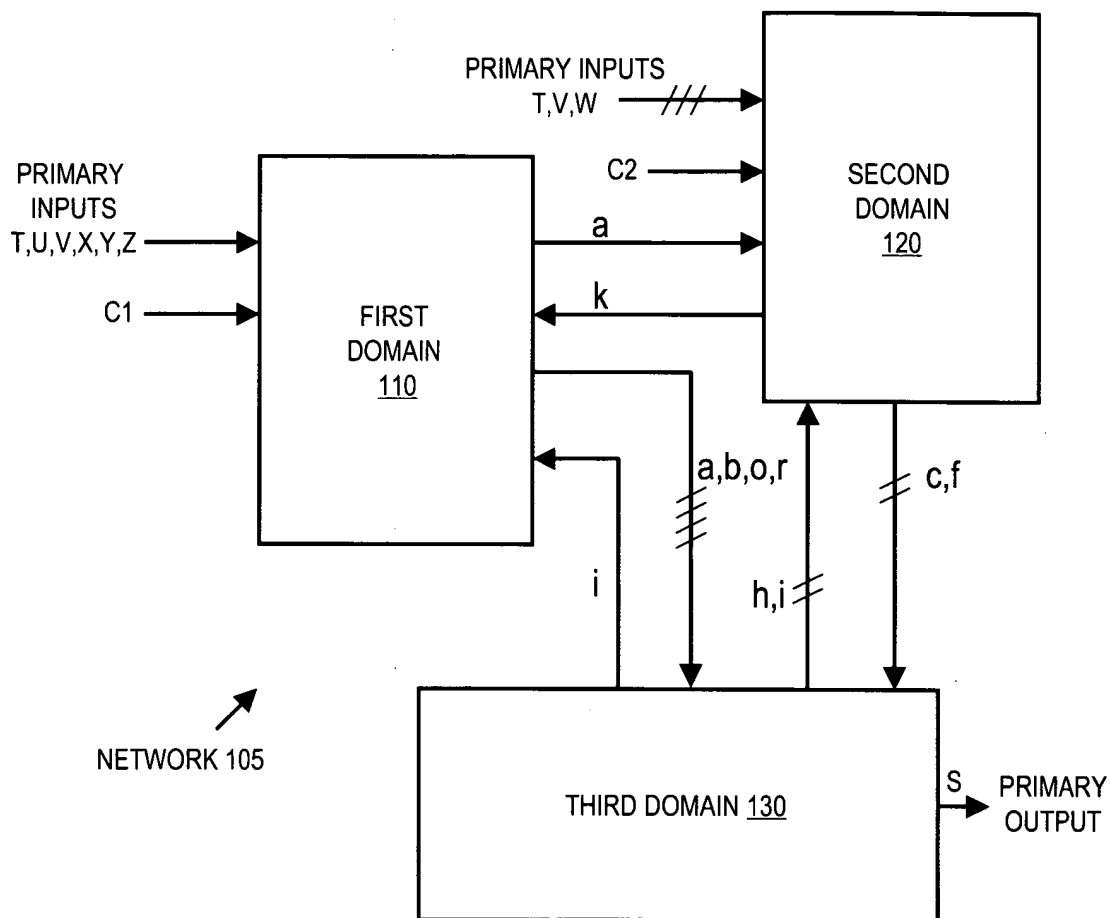 PRIMARY INPUTS
T,V,W
C2
SECOND
DOMAIN
120
PRIMARY
INPUTS
T,U,V,X,Y,Z
C1
FIRST
DOMAIN
110
a
k
a,b,o,r
c,f
i
h,i
NETWORK 105
THIRD DOMAIN 130
S
PRIMARY
OUTPUT